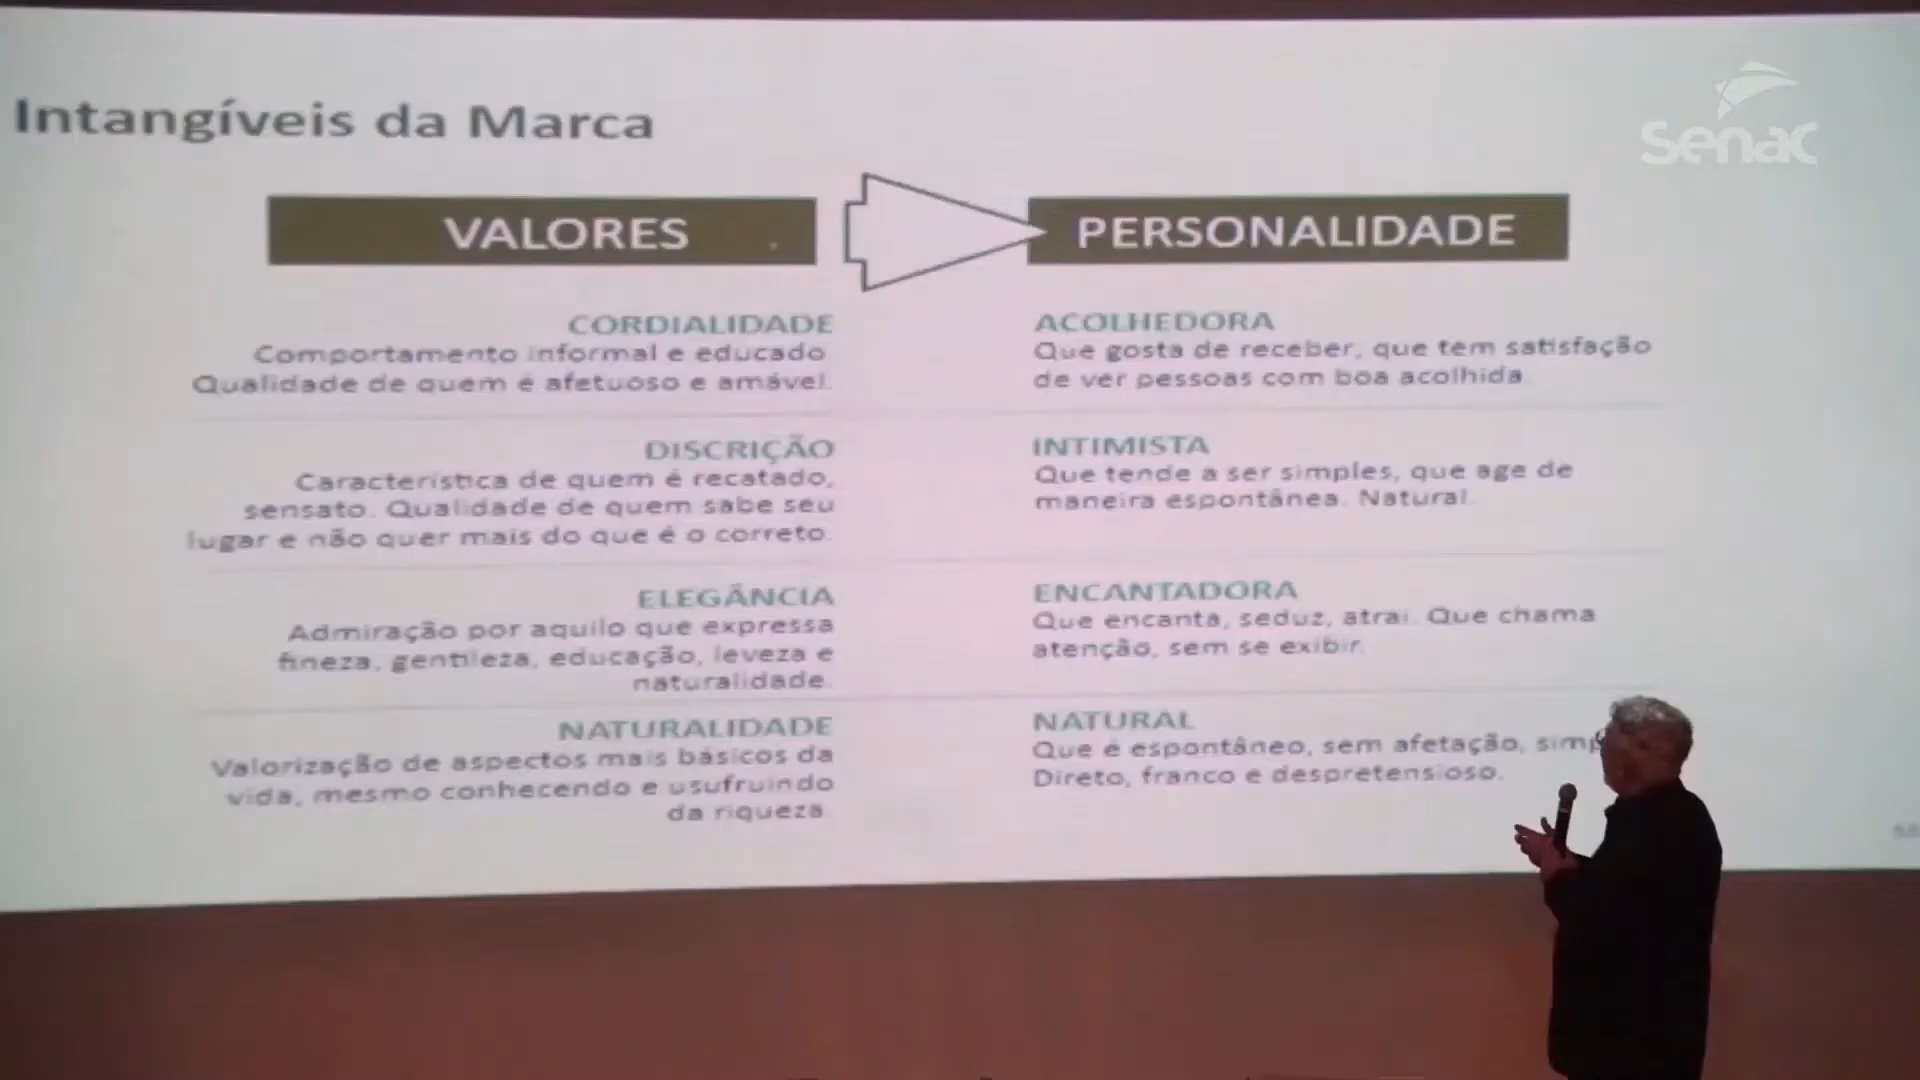 Intangíveis da Marca
Senac
VALORES
PERSONALIDADE
CORDIALIDADE
Comportamento informal e educado
Qualidade de quem é afetuoso e amável.
ACOLHEDORA
Que gosta de receber, que tem satisfação
de ver pessoas com boa acolhida.
DISCRIÇÃO
Característica de quem é recatado,
sensato. Qualidade de quem sabe seu
lugar e não quer mais do que é o correto.
INTIMISTA
Que tende a ser simples, que age de
maneira espontânea. Natural.
ELEGÂNCIA
Admiração por aquilo que expressa
fineza, gentileza, educação, leveza e
naturalidade.
ENCANTADORA
Que encanta, seduz, atrai. Que chama
atenção, sem se exibir.
NATURALIDADE
Valorização de aspectos mais básicos da
vida, mesmo conhecendo e usufruindo
da riqueza.
NATURAL
Que é espontâneo, sem afetação,
Direto, franco e despretensioso.